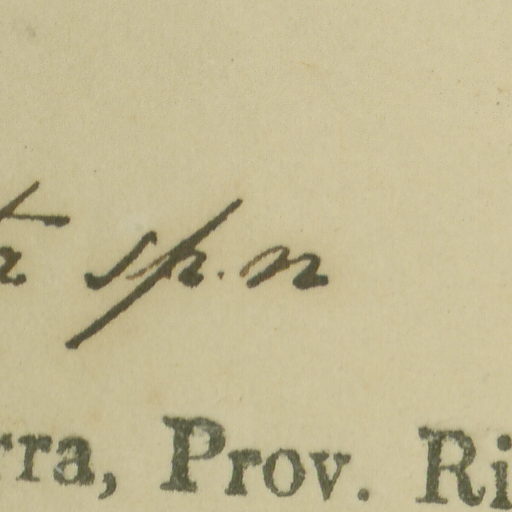 sp. n
rra, Prov. Ri